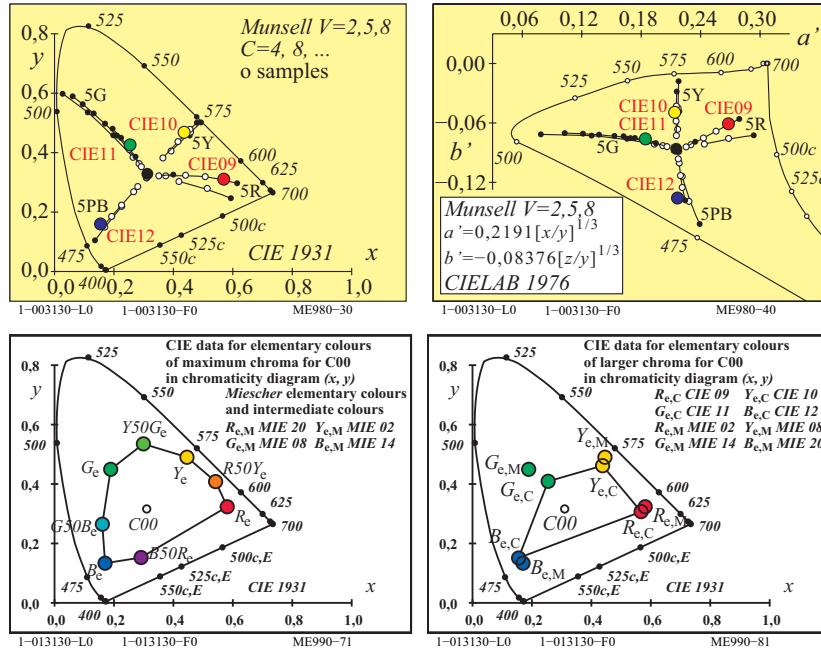 Munsell V=2,5,8
C=4, 8, ...
o samples
y
0,8
0,6
0,4
0,2
0,0
525
550
500
575
600
625
700
5G
CIE10
5Y
CIE11
CIE09
5R
5PB
CIE12
500c
525c
550c
475
400
CIE 1931
x
0,0 0,2 0,4 0,6 0,8 1,0
1-003130-L0 1-003130-F0 ME980-30
0,06 0,12 0,18 0,24 0,30
a'
0,00
−0,06
b'
−0,12
525
550
575
600
700
5Y
CIE10
CIE11
CIE09
5R
5G
500
500c
CIE12
525c
5PB
475
Munsell V=2,5,8
a'=0,2191[x/y]1/3
b'=−0,08376[z/y]1/3
CIELAB 1976
1-003130-L0 1-003130-F0 ME980-40
CIE data for elementary colours
of maximum chroma for C00
in chromaticity diagram (x, y)
Miescher elementary colours
and intermediate colours
Re,M MIE 20 Ye,M MIE 02
Ge,M MIE 08 Be,M MIE 14
0,8
y
0,6
0,4
0,2
0,0
525
550
500
575
600
625
700
Y50Ge
Ge
Ye
R50Ye
Re
G50Be
C00
Be
B50Re
500c,E
525c,E
550c,E
475
400
CIE 1931
x
0,0 0,2 0,4 0,6 0,8 1,0
1-013130-L0 1-013130-F0 ME990-71
CIE data for elementary colours
of larger chroma for C00
in chromaticity diagram (x, y)
Re,C CIE 09 Ye,C CIE 10
Ge,C CIE 11 Be,C CIE 12
Re,M MIE 02 Ye,M MIE 08
Ge,M MIE 14 Be,M MIE 20
0,8
y
0,6
0,4
0,2
0,0
525
550
500
575
600
625
700
Ye,M
Ge,M
Ye,C
Ge,C
C00
Re,M
Re,C
Be,C
Be,M
500c,E
525c,E
550c,E
475
400
CIE 1931
x
0,0 0,2 0,4 0,6 0,8 1,0
1-013130-L0 1-013130-F0 ME990-81